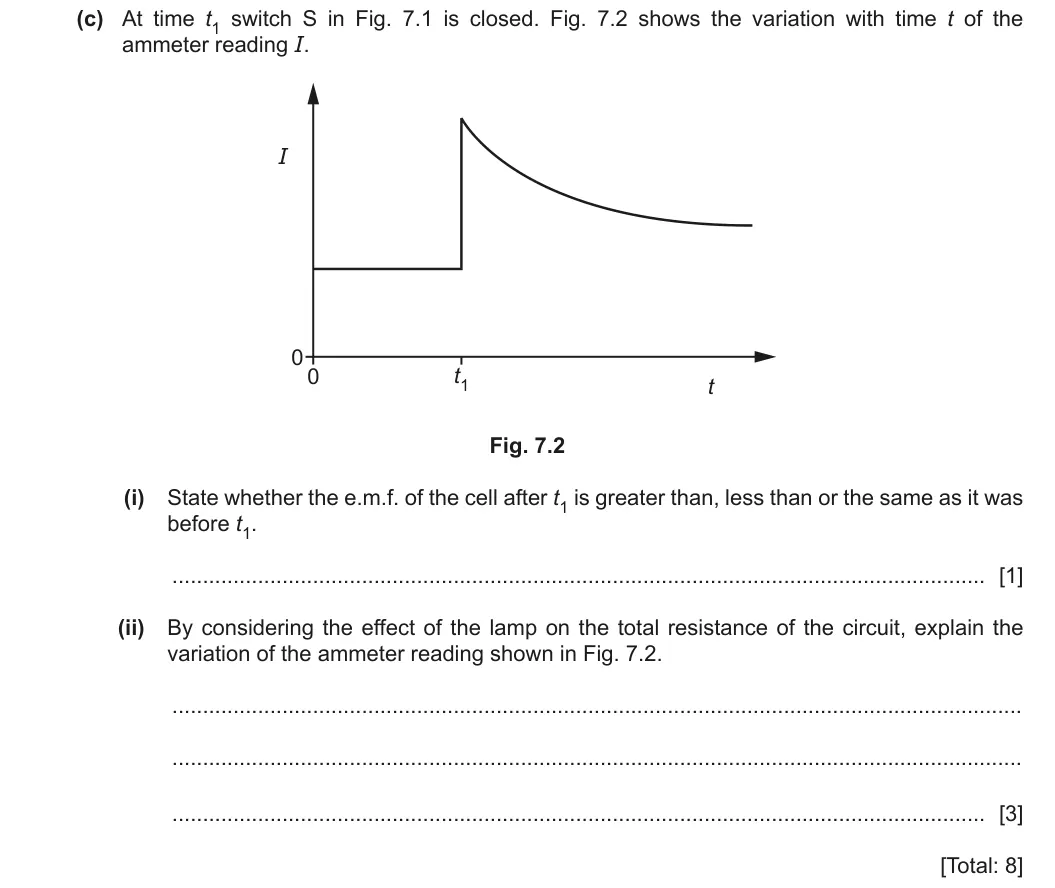 (c) At time t1 switch S in Fig. 7.1 is closed. Fig. 7.2 shows the variation with time t of the
ammeter reading I.
I
0
0
t1
t
Fig. 7.2
(i) State whether the e.m.f. of the cell after t1 is greater than, less than or the same as it was
before t1.
.......................................................................................................................................... [1]
(ii) By considering the effect of the lamp on the total resistance of the circuit, explain the
variation of the ammeter reading shown in Fig. 7.2.
..........................................................................................................................................
..........................................................................................................................................
.......................................................................................................................................... [3]
[Total: 8]